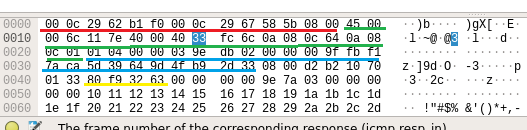 00 0c 29 62 b1 f0 00 0c 29 67 58 5b 08 00 45 00 ··)b···· )gX[··E·
0010 00 6c 11 7e 40 00 40 33 fc 6c 0a 08 0c 64 0a 08 ·l·~@·@3 ·l···d··
0020 0c 01 01 04 00 00 03 9e db 02 00 00 9f fb f1
0030 7a ca 5d 39 64 9d 4f b9 2d 33 08 00 d2 b2 10 70 z·]9d·O· -3·····p
0040 01 33 80 f9 32 63 00 00 00 00 9e 7a 03 00 00 00 ·3··2c·· ···z····
0050 00 00 10 11 12 13 14 15 16 17 18 19 1a 1b 1c 1d
0060 1e 1f 20 21 22 23 24 25 26 27 28 29 2a 2b 2c 2d ·· !"#$% &'()*+,-
The frame number of the corresponding response (icmp.resp_in)